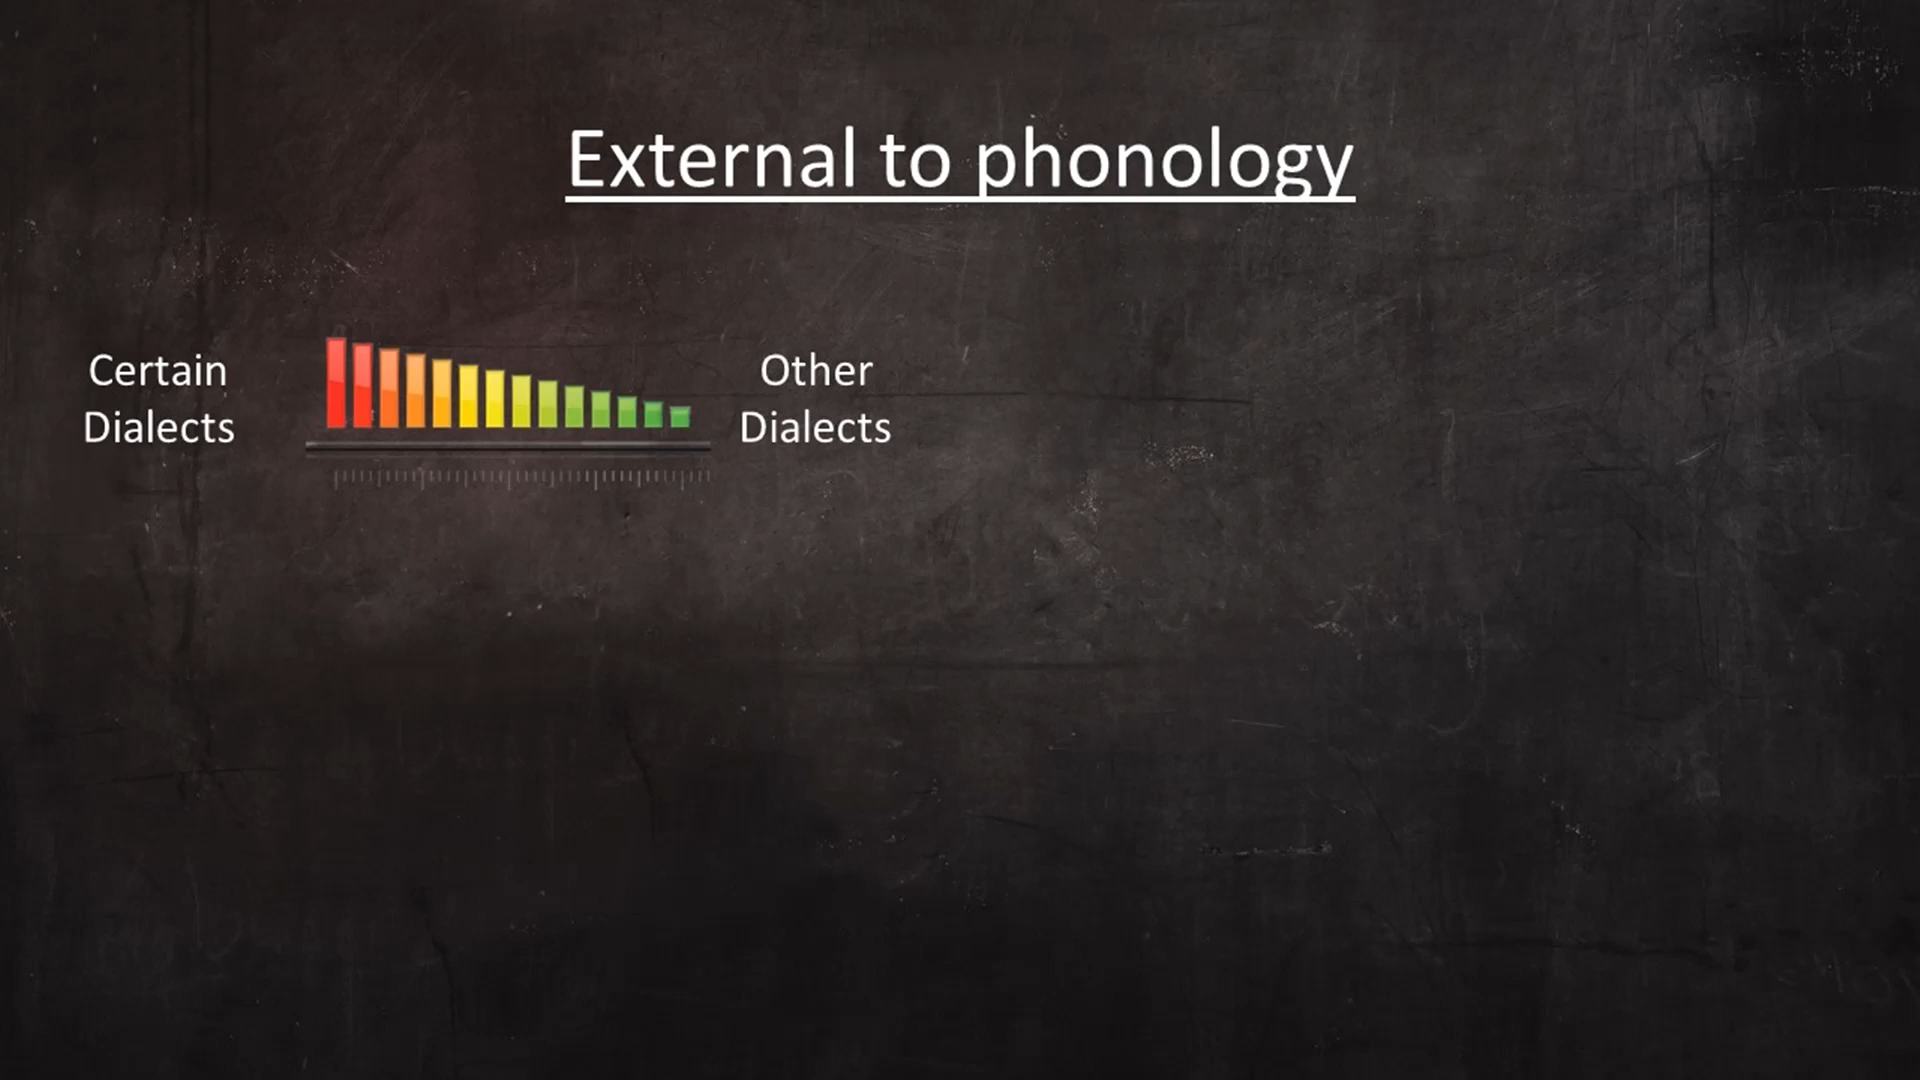 External to phonology
Certain
Dialects
Other
Dialects